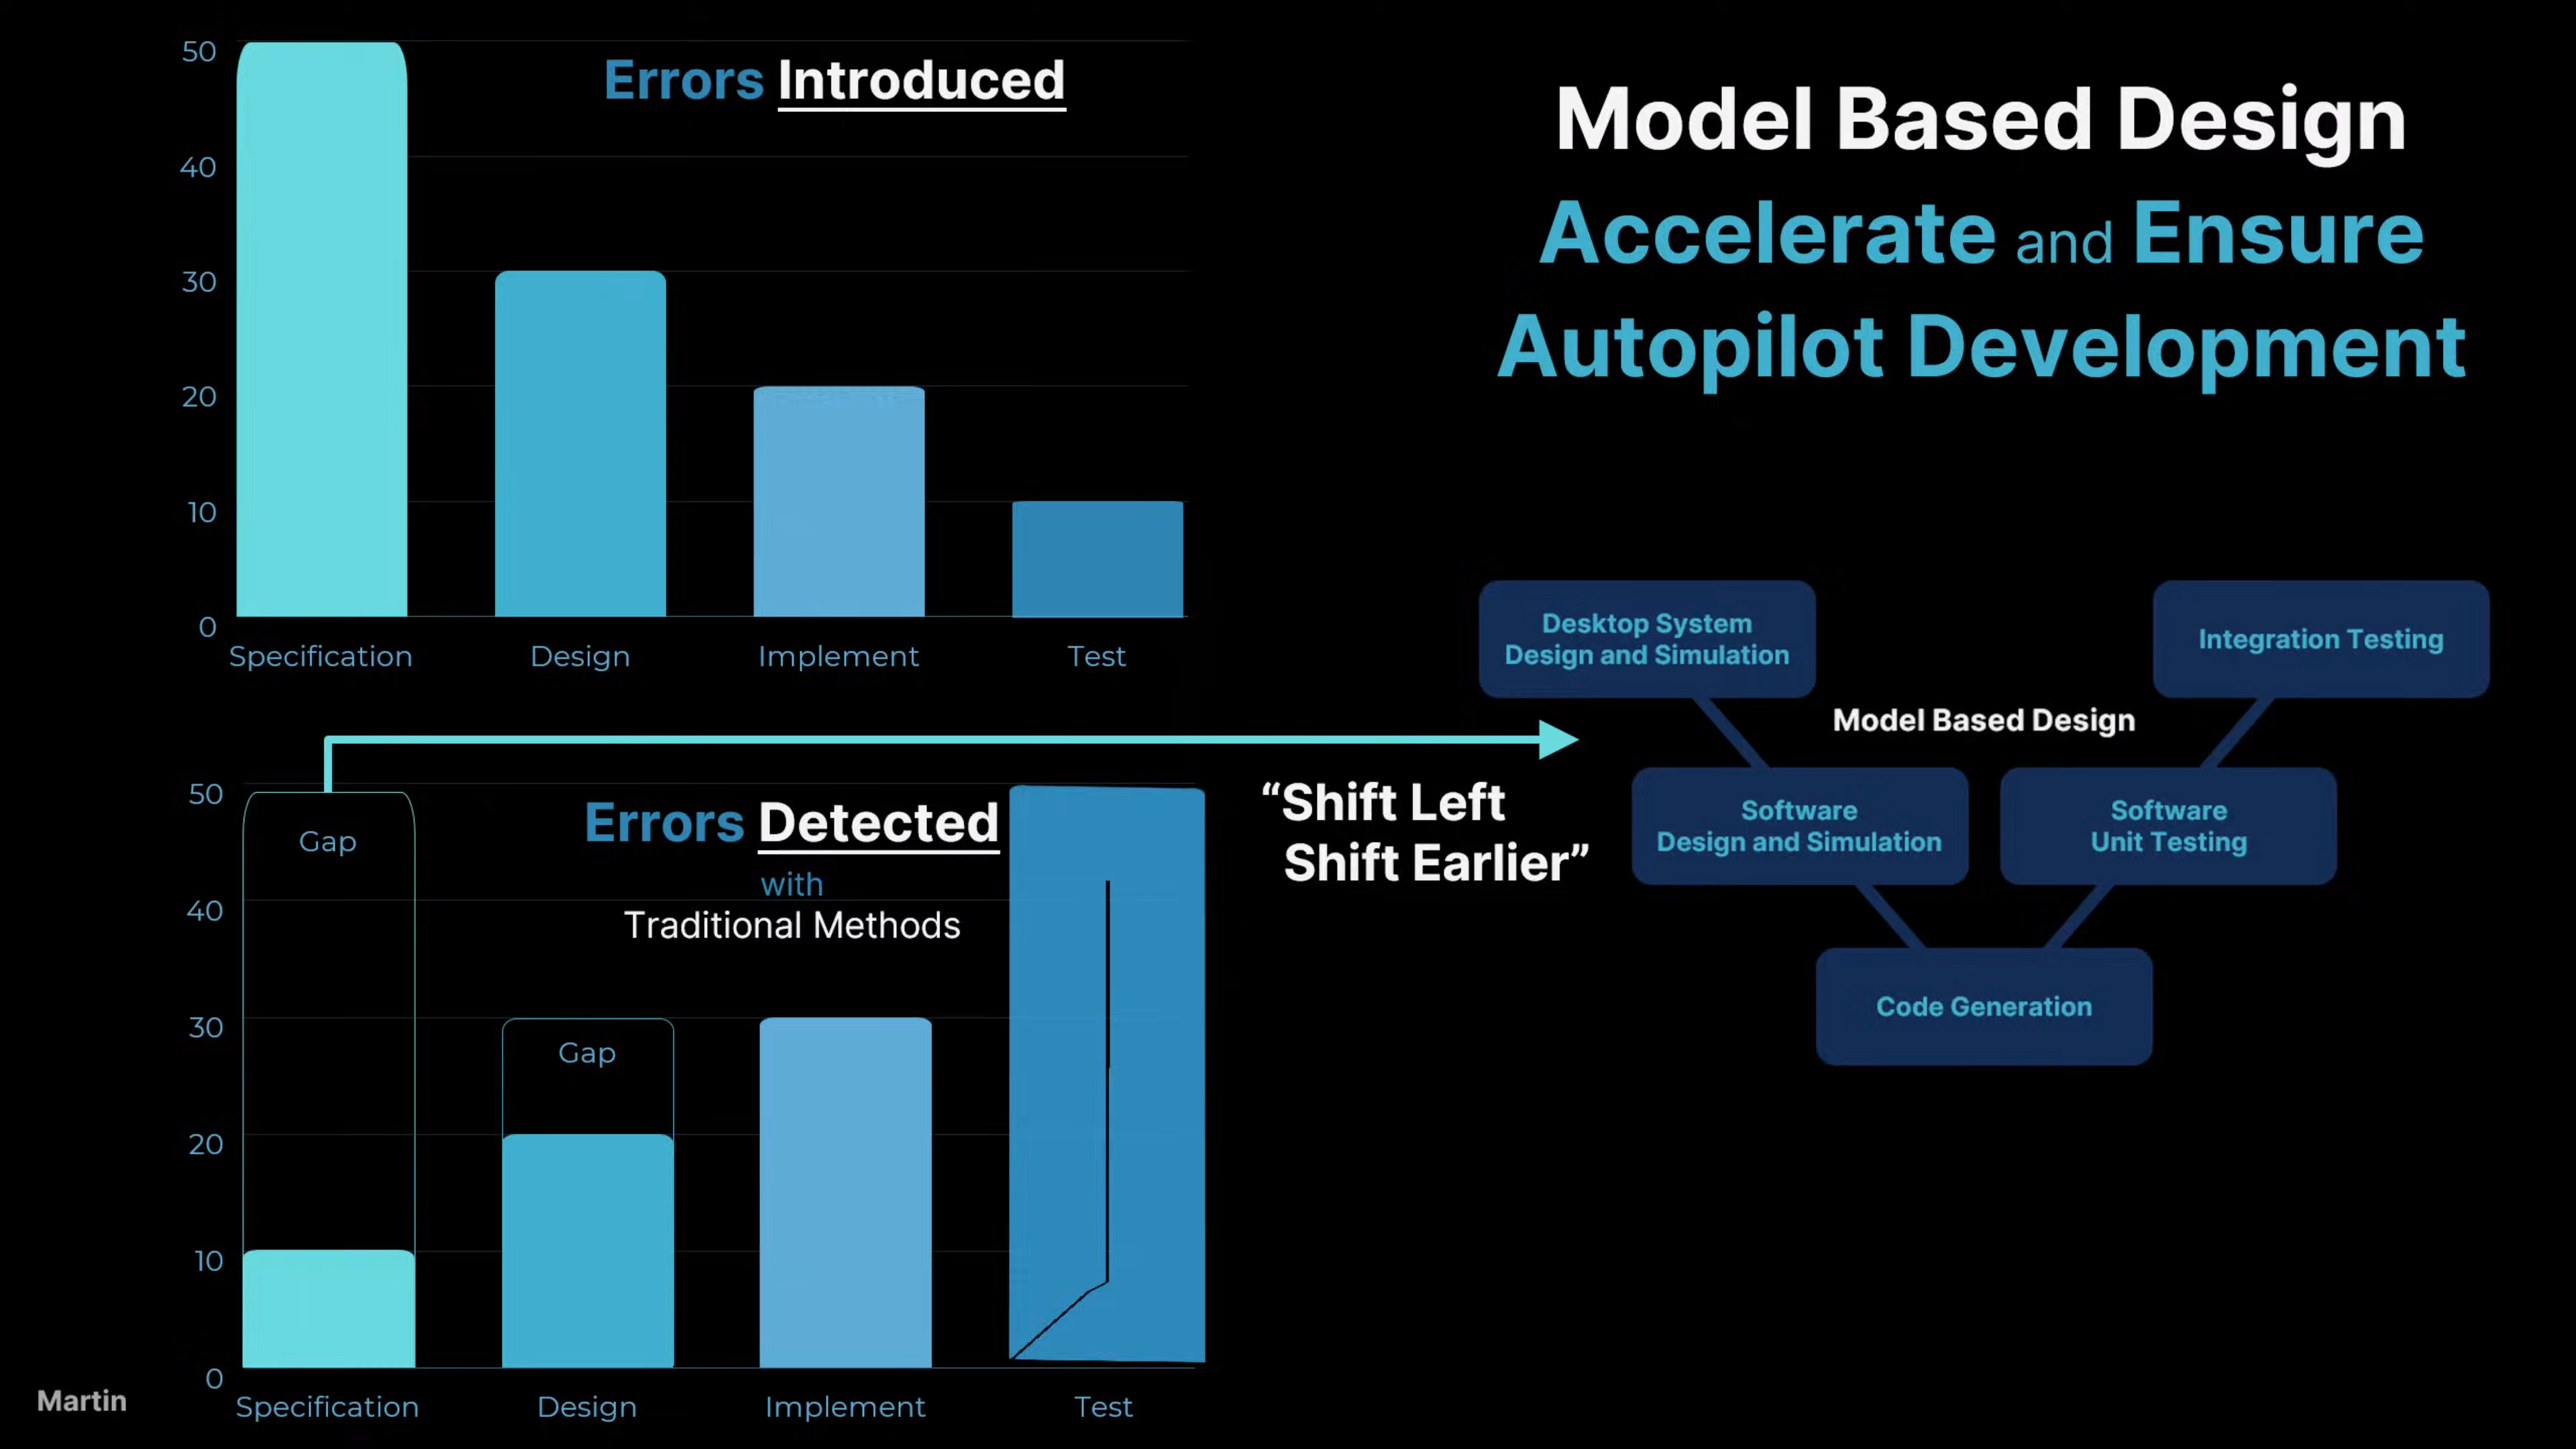 Errors Introduced
50
40
30
20
10
0
Specification
Design
Implement
Test
Errors Detected
with
Traditional Methods
50
40
30
20
10
0
Gap
Gap
Specification
Design
Implement
Test
Martin
Model Based Design
Accelerate and Ensure
Autopilot Development
“Shift Left
Shift Earlier”
Desktop System
Design and Simulation
Integration Testing
Model Based Design
Software
Design and Simulation
Software
Unit Testing
Code Generation